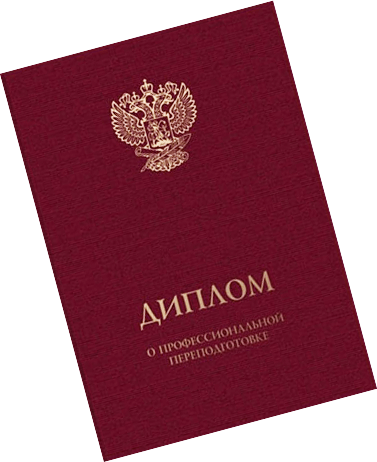 ДИПЛОМ
О ПРОФЕССИОНАЛЬНОЙ
ПЕРЕПОДГОТОВКЕ